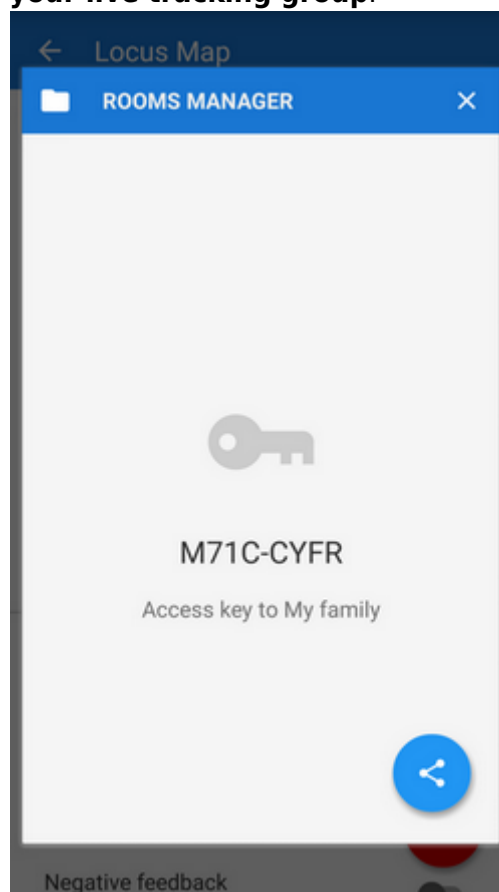 your live tracking group.
Locus Map
ROOMS MANAGER
M71C-CYFR
Access key to My family
Negative feedback